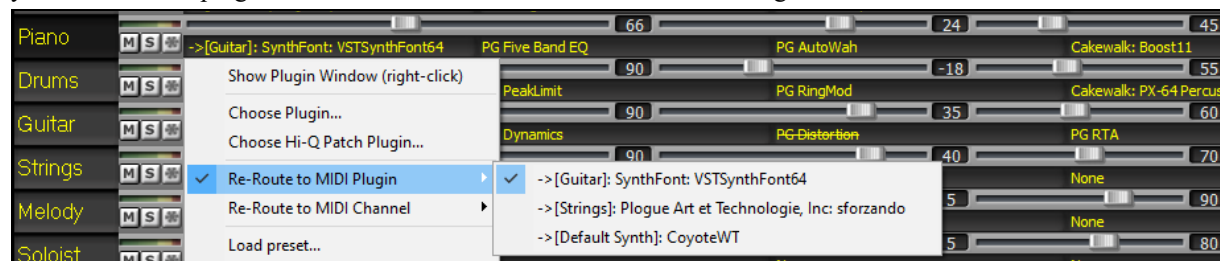 Piano M S 66 24 45
->[Guitar]: SynthFont: VSTSynthFont64 PG Five Band EQ PG AutoWah Cakewalk: Boost11
Drums M S 90 -18 55
Show Plugin Window (right-click) PeakLimit PG RingMod Cakewalk: PX-64 Percus
Guitar M S 90 35 60
Choose Plugin...
Choose Hi-Q Patch Plugin... Dynamics PG Distortion PG RTA
Strings M S 90 40 70
Re-Route to MIDI Plugin ->[Guitar]: SynthFont: VSTSynthFont64 None
Melody M S 5 90
Re-Route to MIDI Channel ->[Strings]: Plogue Art et Technologie, Inc: sforzando None
Soloist M S 5 80
Load preset... ->[Default Synth]: CoyoteWT